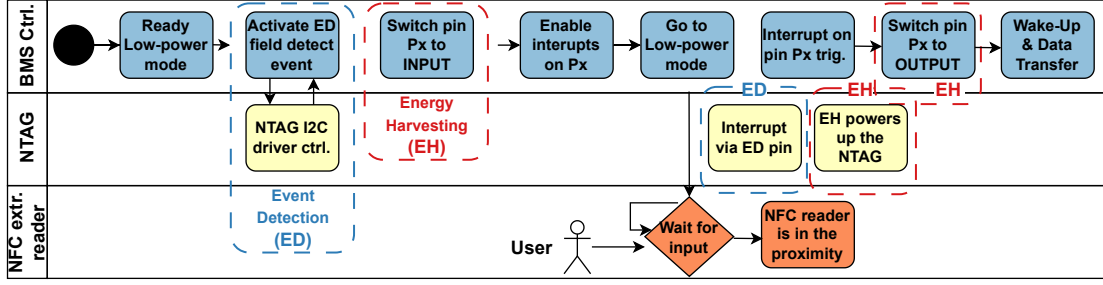 BMS Ctrl.
Ready
Low-power
mode
Activate ED
field detect
event
Switch pin
Px to
INPUT
Enable
interupts
on Px
Go to
Low-power
mode
Interrupt on
pin Px trig.
Switch pin
Px to
OUTPUT
Wake-Up
& Data
Transfer
NTAG
NTAG I2C
driver ctrl.
Energy
Harvesting
(EH)
ED
Interrupt
via ED pin
EH
EH
EH powers
up the
NTAG
NFC extr.
reader
Event
Detection
(ED)
User
Wait for
input
NFC reader
is in the
proximity